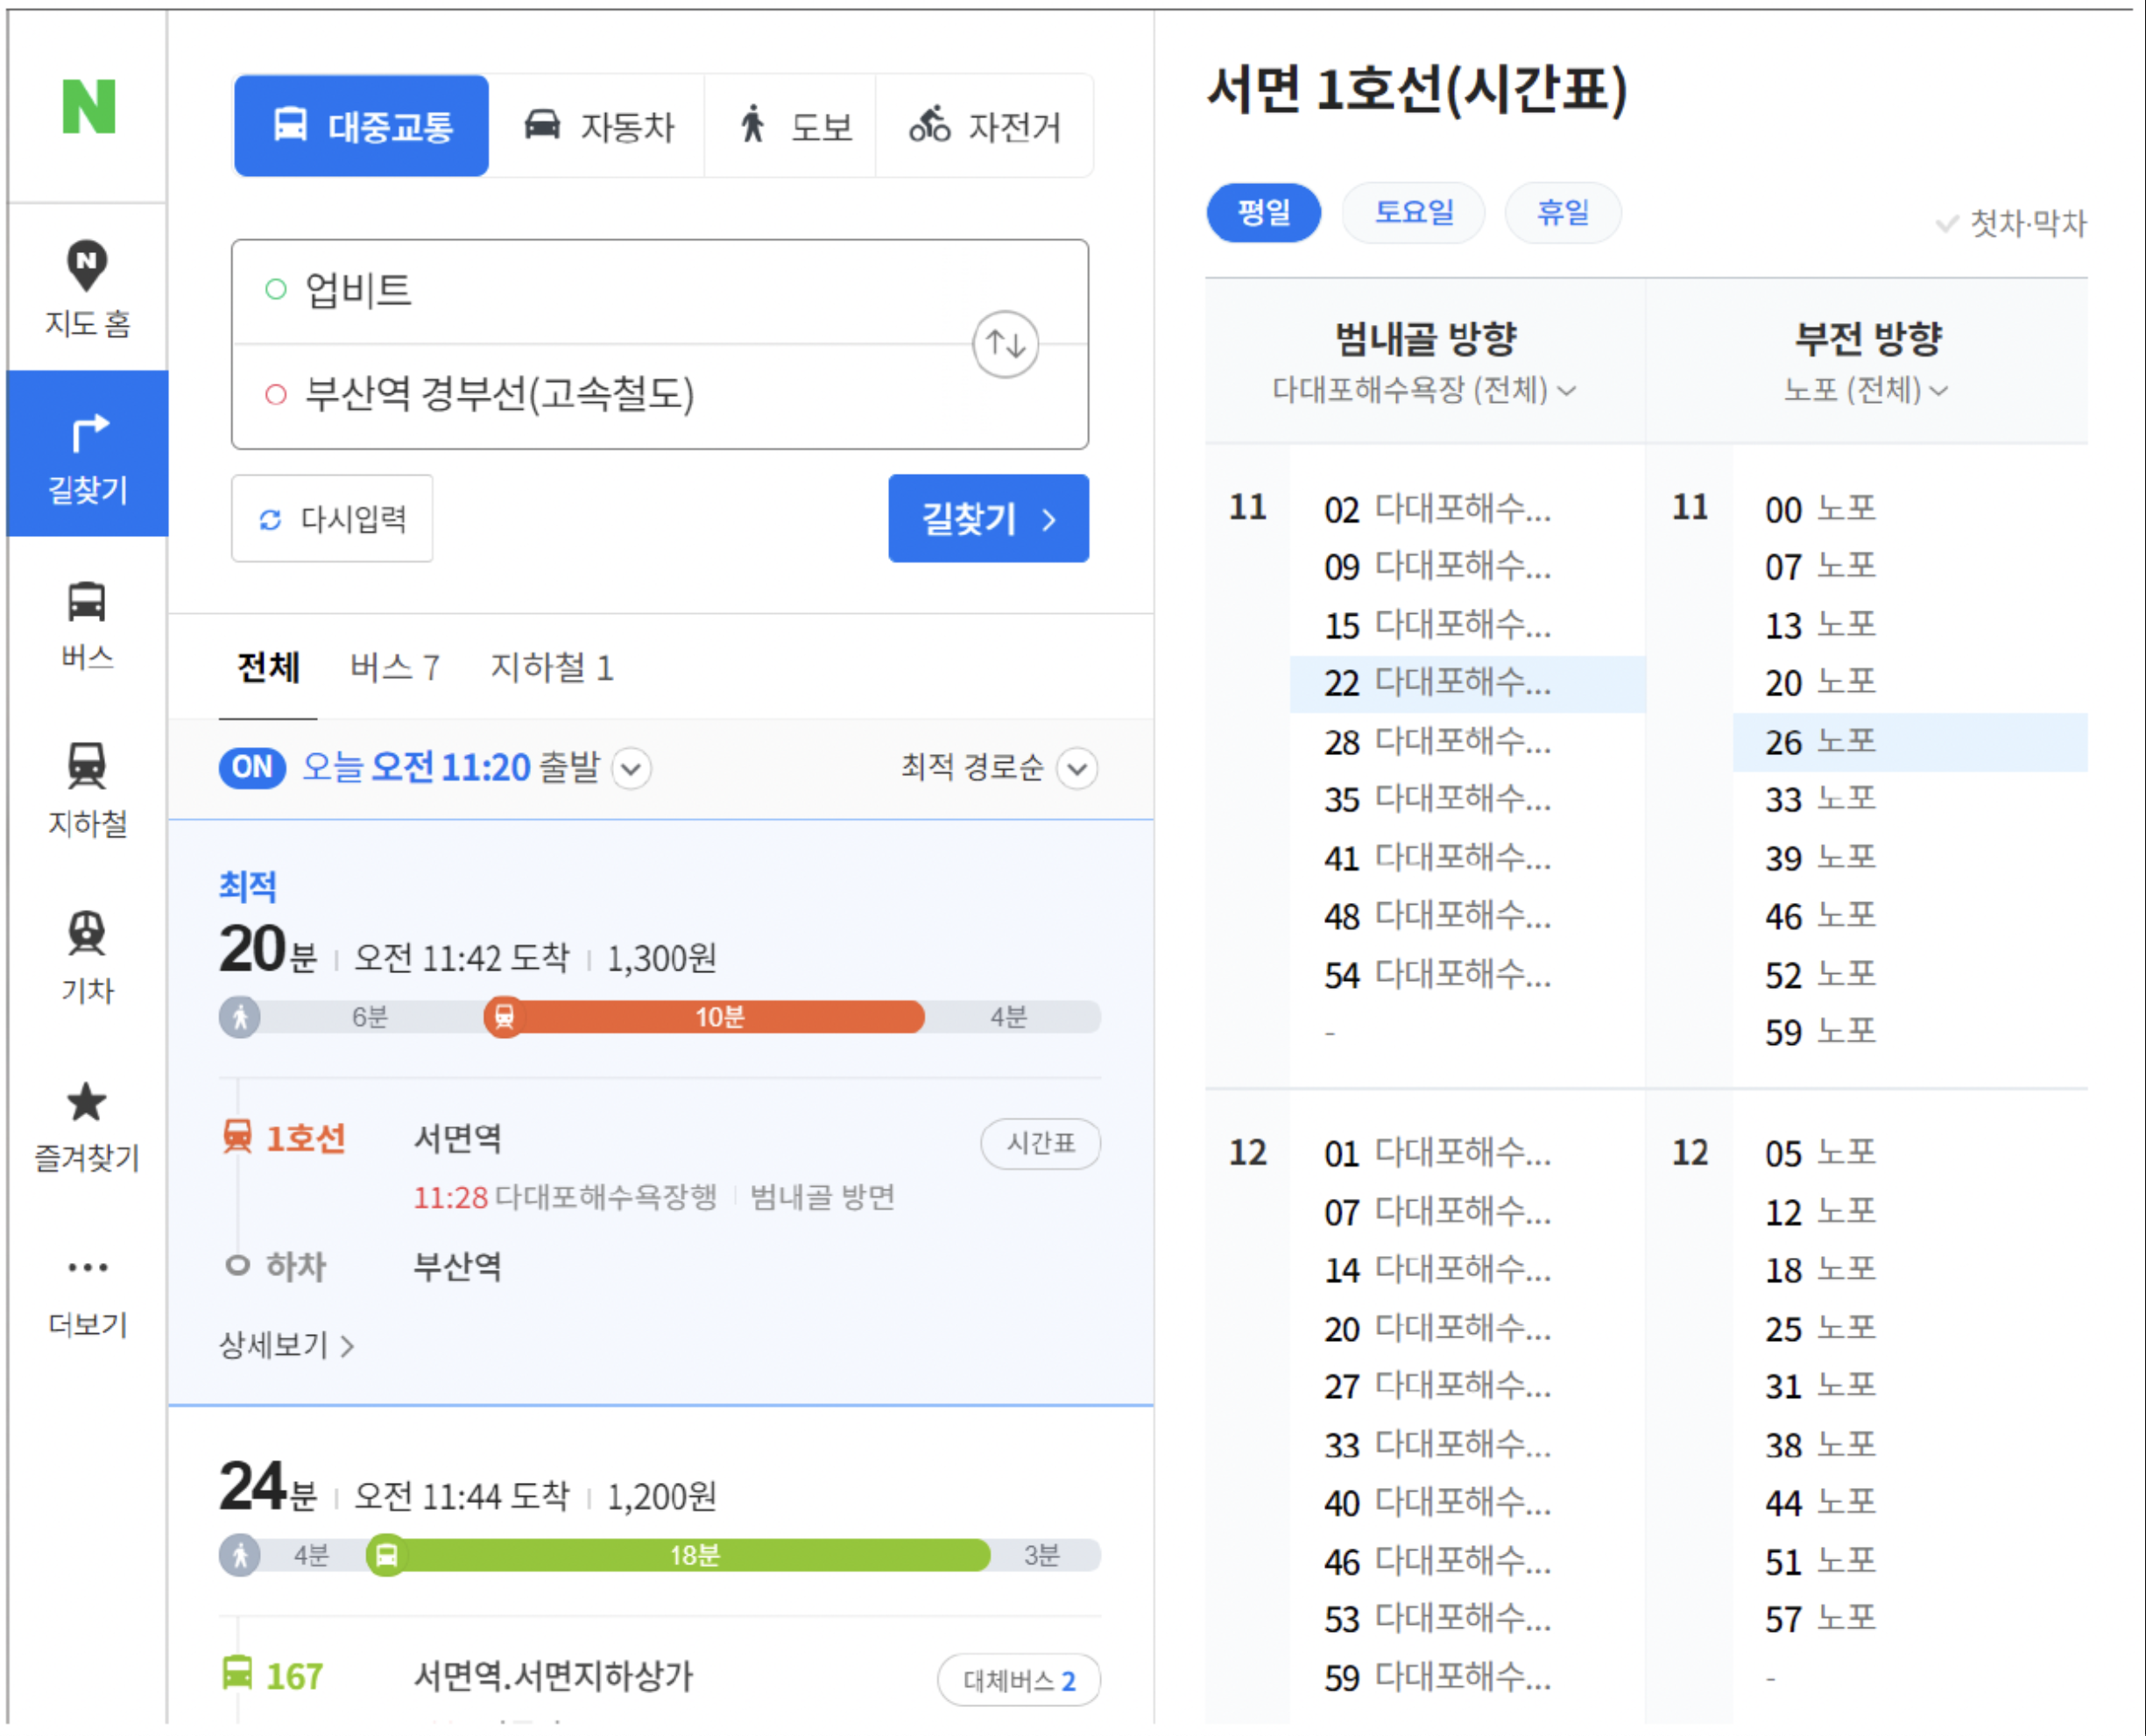 N
지도 홈
길찾기
버스
지하철
기차
즐겨찾기
더보기
대중교통 자동차 도보 자전거
업비트
부산역 경부선(고속철도)
다시입력 길찾기
전체 버스 7 지하철 1
ON 오늘 오전 11:20 출발 최적 경로순
최적
20분 오전 11:42 도착 1,300원
6분 10분 4분
1호선 서면역 시간표
11:28 다대포해수욕장행 범내골 방면
하차 부산역
상세보기
24분 오전 11:44 도착 1,200원
4분 18분 3분
167 서면역.서면지하상가 대체버스 2
서면 1호선(시간표)
평일 토요일 휴일 첫차·막차
범내골 방향 부전 방향
다대포해수욕장 (전체) 노포 (전체)
11 02 다대포해수... 11 00 노포
09 다대포해수... 07 노포
15 다대포해수... 13 노포
22 다대포해수... 20 노포
28 다대포해수... 26 노포
35 다대포해수... 33 노포
41 다대포해수... 39 노포
48 다대포해수... 46 노포
54 다대포해수... 52 노포
- 59 노포
12 01 다대포해수... 12 05 노포
07 다대포해수... 12 노포
14 다대포해수... 18 노포
20 다대포해수... 25 노포
27 다대포해수... 31 노포
33 다대포해수... 38 노포
40 다대포해수... 44 노포
46 다대포해수... 51 노포
53 다대포해수... 57 노포
59 다대포해수... -